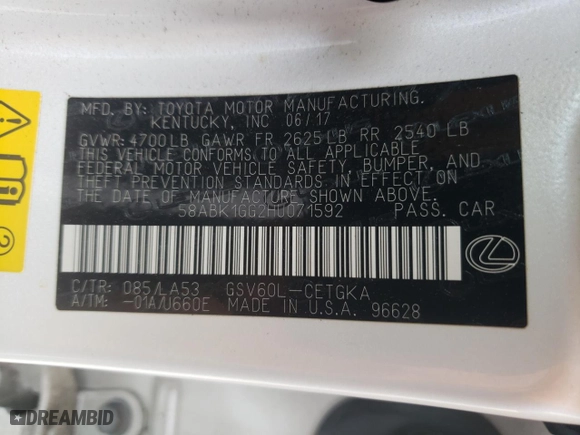 MFD. BY: TOYOTA MOTOR MANUFACTURING,
KENTUCKY, INC 06/17
GVWR: 4700LB, GAWR FR 2625LB RR 2540 LB
THIS VEHICLE CONFORMS TO ALL APPLICABLE
FEDERAL MOTOR VEHICLE SAFETY, BUMPER, AND
THEFT PREVENTION STANDARDS IN EFFECT ON
THE DATE OF MANUFACTURE SHOWN ABOVE.
58ABK1GG2HU071592 PASS. CAR
C/TR: 085/LA53 GSV60L-CETGKA
A/TM: -01A/U660E MADE IN U.S.A. 96628
2
DREAMBID